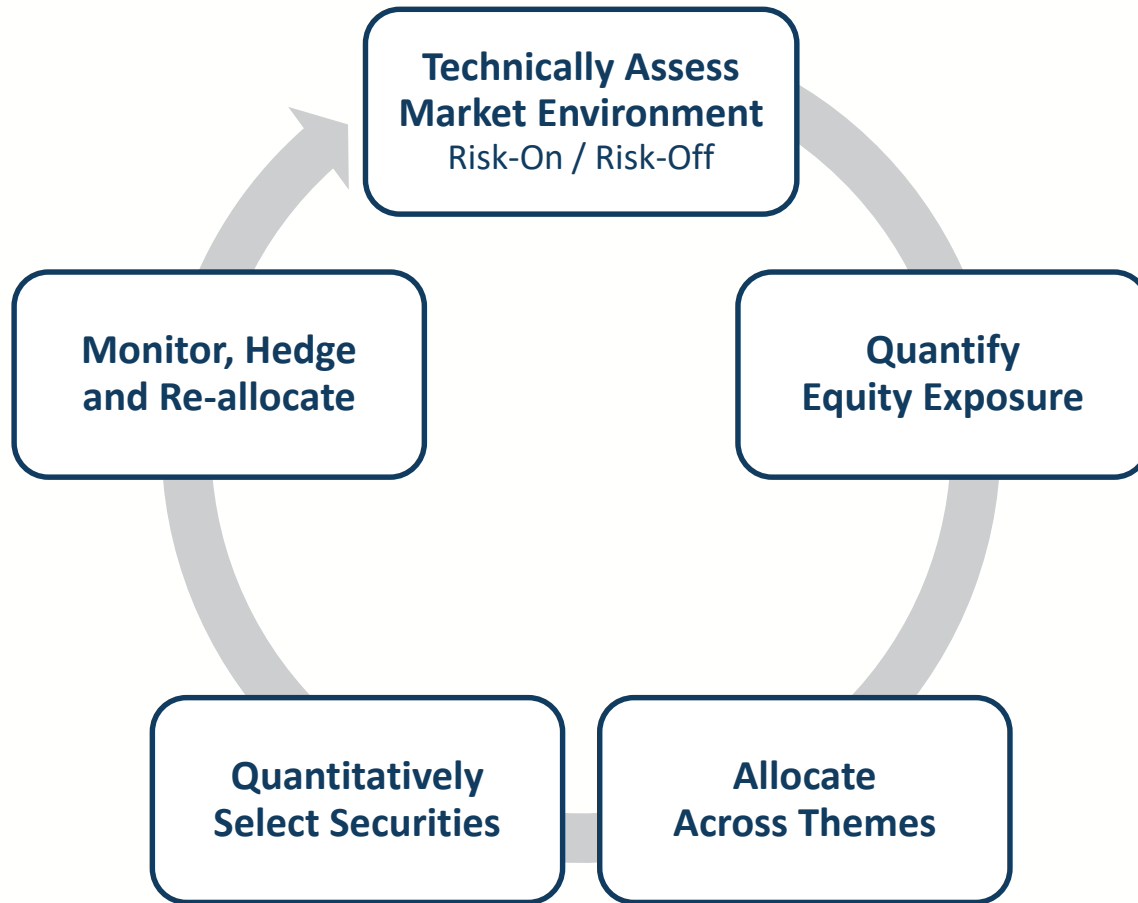 Technically Assess
Market Environment
Risk-On / Risk-Off
Quantify
Equity Exposure
Allocate
Across Themes
Quantitatively
Select Securities
Monitor, Hedge
and Re-allocate